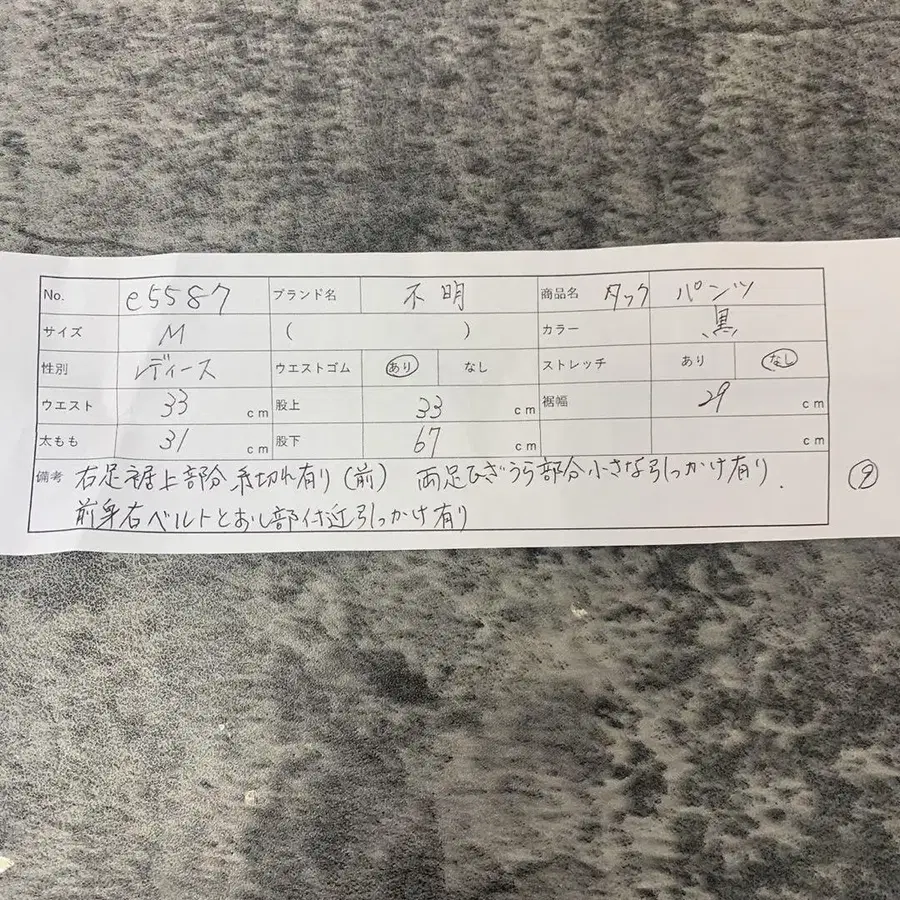 No. e5587 ブランド名 不明 商品名 タック パンツ
サイズ M ( ) カラー 黒
性別 レディース ウエストゴム あり なし ストレッチ あり なし
ウエスト 33 cm 股上 33 cm 裾幅 29 cm
太もも 31 cm 股下 67 cm cm
備考 右足裾上部分糸切れ有り(前) 両足ひざうら部分小さな引っかけ有り.
前身右ベルトとおし部付近引っかけ有り